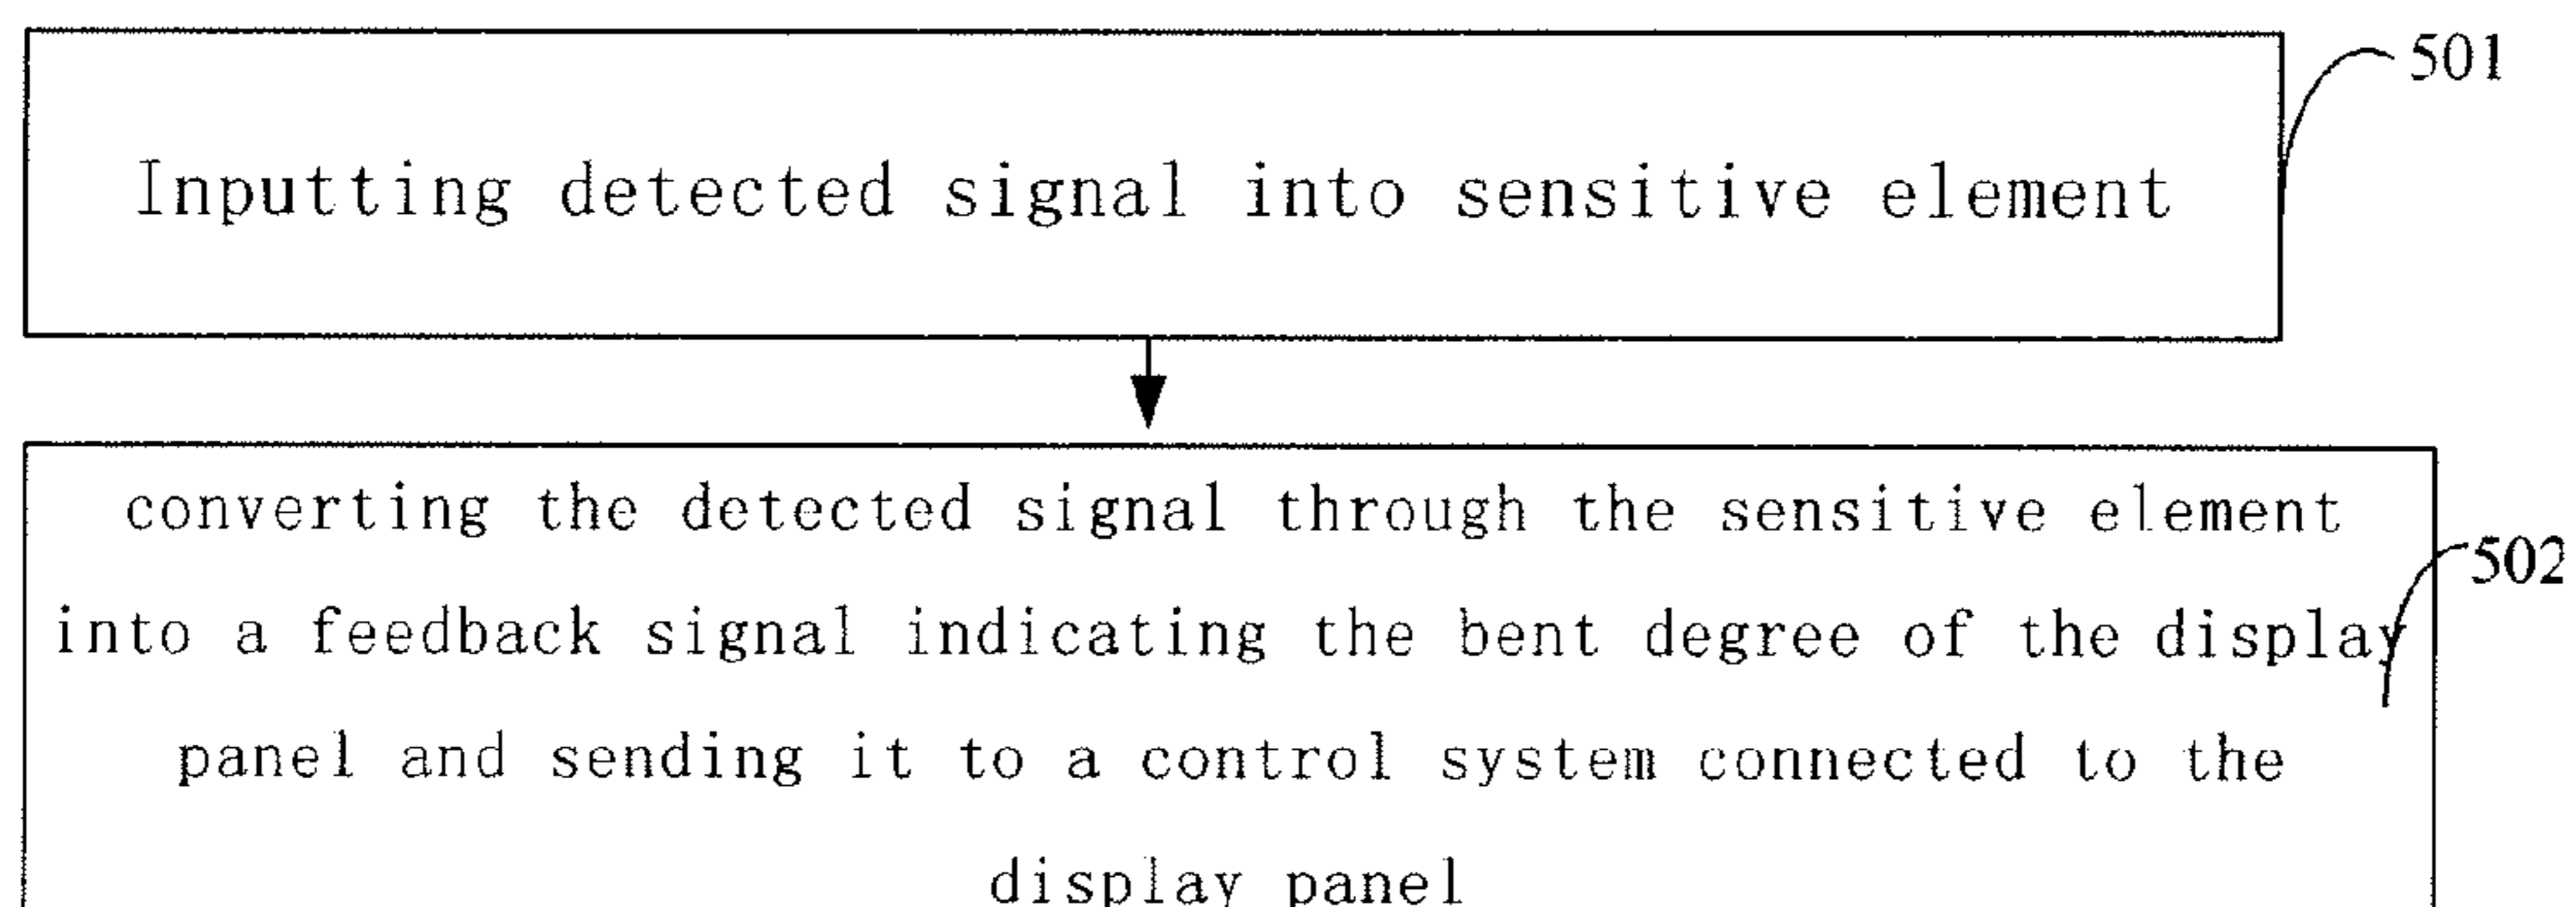 501
Inputting detected signal into sensitive element
converting the detected signal through the sensitive element
502
into a feedback signal indicating the bent degree of the display
panel and sending it to a control system connected to the
display panel